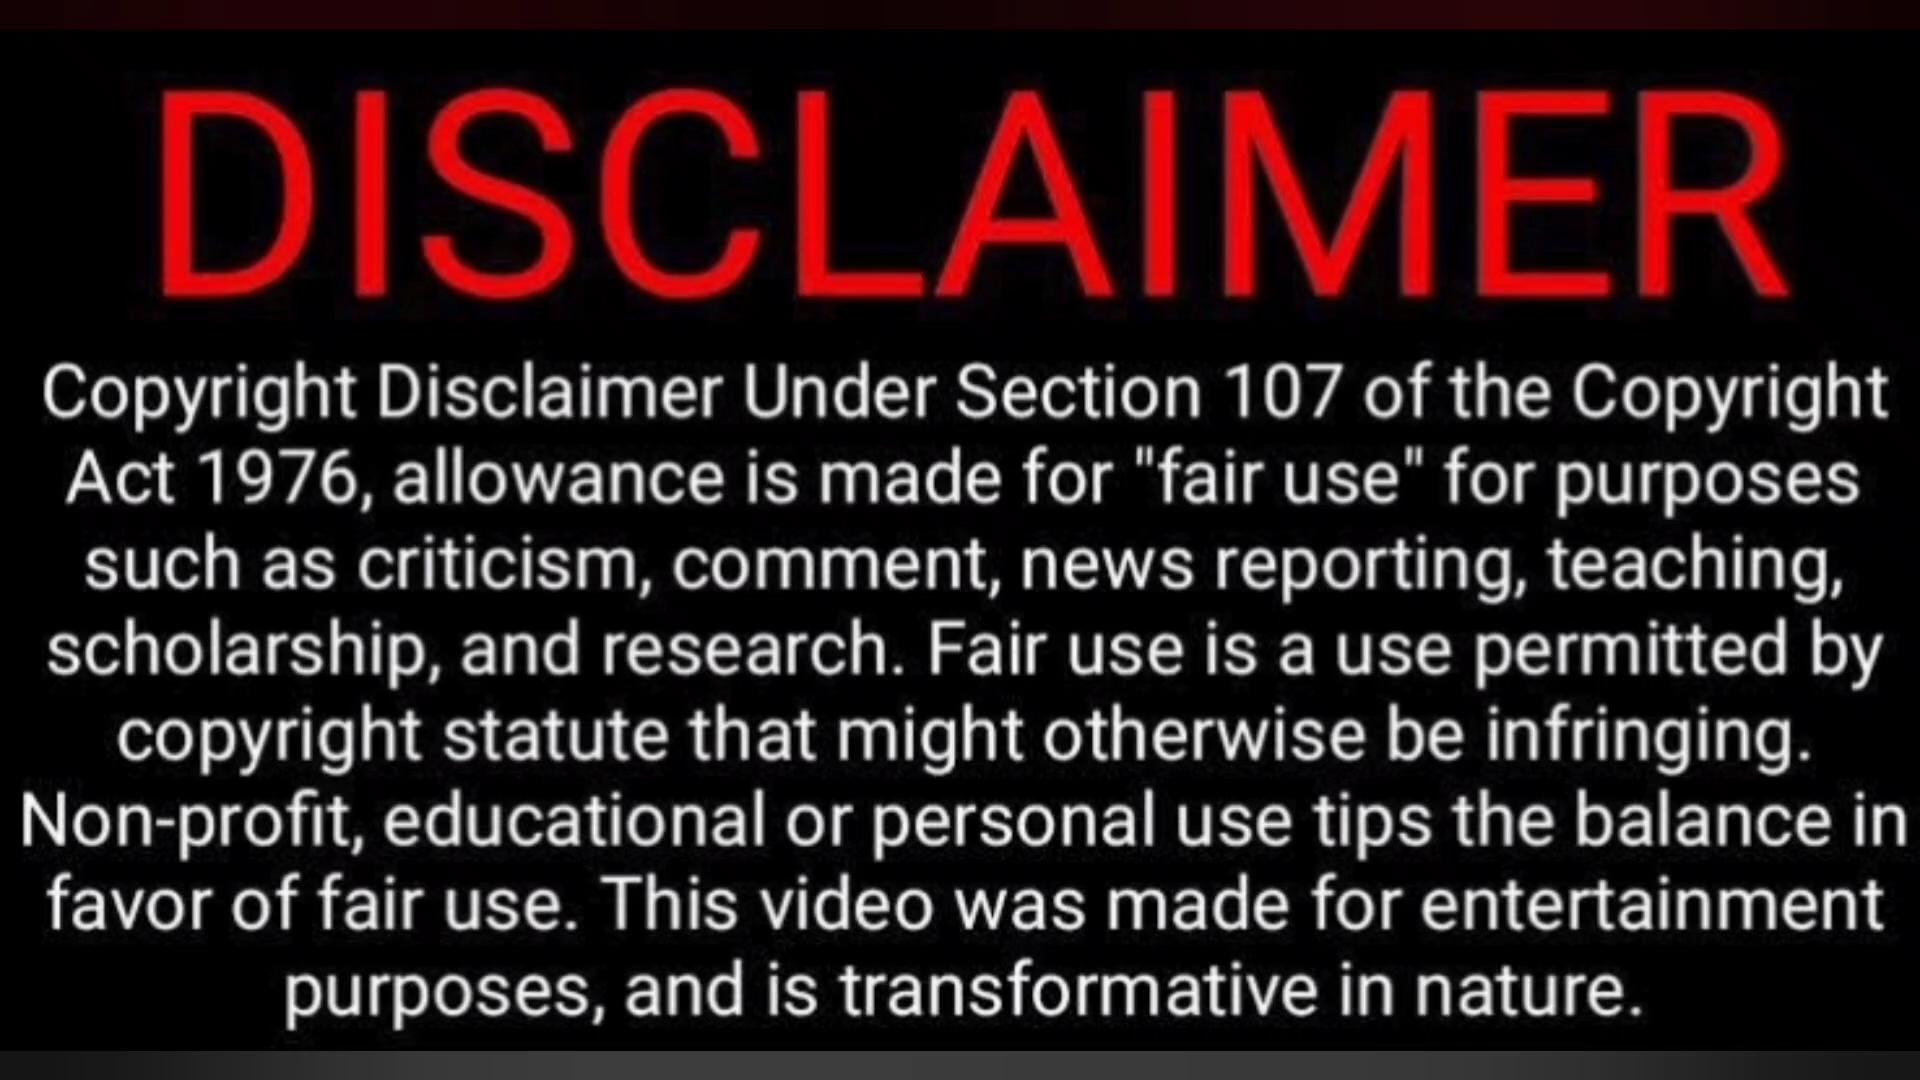 DISCLAIMER
Copyright Disclaimer Under Section 107 of the Copyright
Act 1976, allowance is made for "fair use" for purposes
such as criticism, comment, news reporting, teaching,
scholarship, and research. Fair use is a use permitted by
copyright statute that might otherwise be infringing.
Non-profit, educational or personal use tips the balance in
favor of fair use. This video was made for entertainment
purposes, and is transformative in nature.